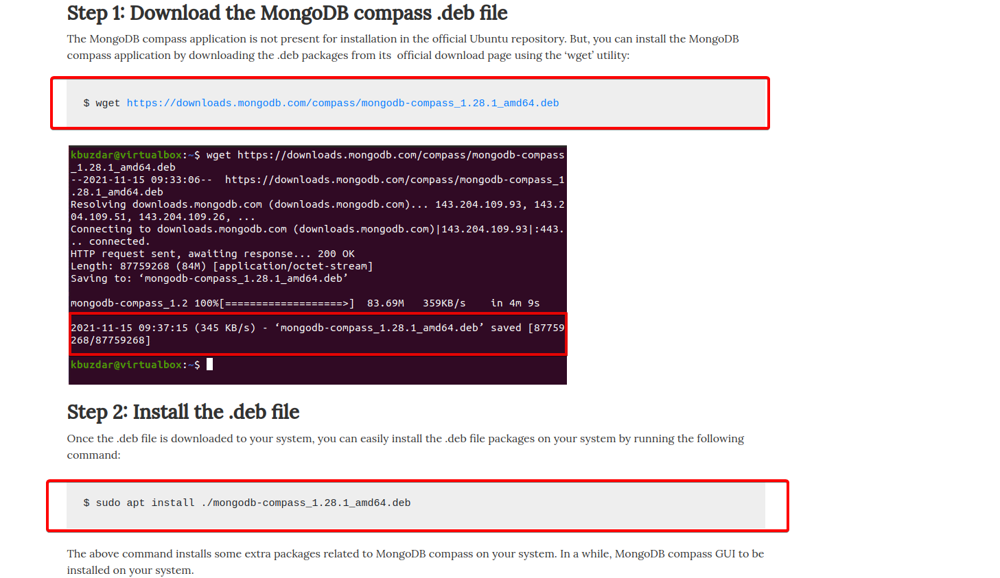 Step 1: Download the MongoDB compass .deb file
The MongoDB compass application is not present for installation in the official Ubuntu repository. But, you can install the MongoDB
compass application by downloading the .deb packages from its  official download page using the ‘wget’ utility:
$ wget https://downloads.mongodb.com/compass/mongodb-compass_1.28.1_amd64.deb
kbuzdar@virtualbox:~$ wget https://downloads.mongodb.com/compass/mongodb-compass
_1.28.1_amd64.deb
--2021-11-15 09:33:06--  https://downloads.mongodb.com/compass/mongodb-compass_1
.28.1_amd64.deb
Resolving downloads.mongodb.com (downloads.mongodb.com)... 143.204.109.93, 143.2
04.109.51, 143.204.109.26, ...
Connecting to downloads.mongodb.com (downloads.mongodb.com)|143.204.109.93|:443.
.. connected.
HTTP request sent, awaiting response... 200 OK
Length: 87759268 (84M) [application/octet-stream]
Saving to: ‘mongodb-compass_1.28.1_amd64.deb’
mongodb-compass_1.2 100%[===================>]  83.69M   359KB/s    in 4m 9s
2021-11-15 09:37:15 (345 KB/s) - ‘mongodb-compass_1.28.1_amd64.deb’ saved [87759
268/87759268]
kbuzdar@virtualbox:~$
Step 2: Install the .deb file
Once the .deb file is downloaded to your system, you can easily install the .deb file packages on your system by running the following
command:
$ sudo apt install ./mongodb-compass_1.28.1_amd64.deb
The above command installs some extra packages related to MongoDB compass on your system. In a while, MongoDB compass GUI to be
installed on your system.